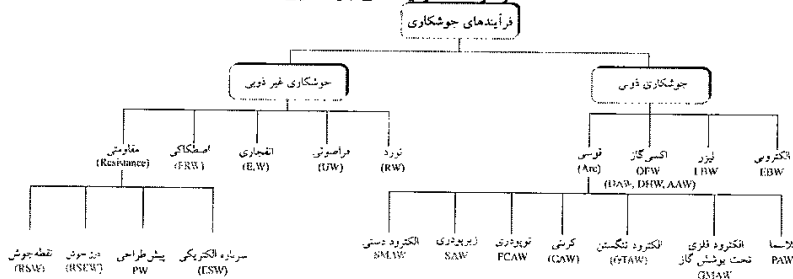 فرآیندهای جوشکاری
جوشکاری ذوبی
جوشکاری غیر ذوبی
الکترونی
EBW
لیزر
LBW
اکسی گاز
OFW
(OAW, OHW, AAW)
قوسی
(Arc)
نورد
(RW)
فراصوتی
(UW)
انفجاری
(E.W)
اصطکاکی
(FRW)
مقاومتی
(Resistance)
پلاسما
PAW
الکترود فلزی
تحت پوشش گاز
GMAW
الکترود تنگستن
(GTAW)
کربنی
(CAW)
توپودری
FCAW
زیرپودری
SAW
الکترود دستی
SMAW
سرباره الکتریکی
(ESW)
پیش طراحی
PW
درز جوش
(RSEW)
نقطه جوش
(RSW)